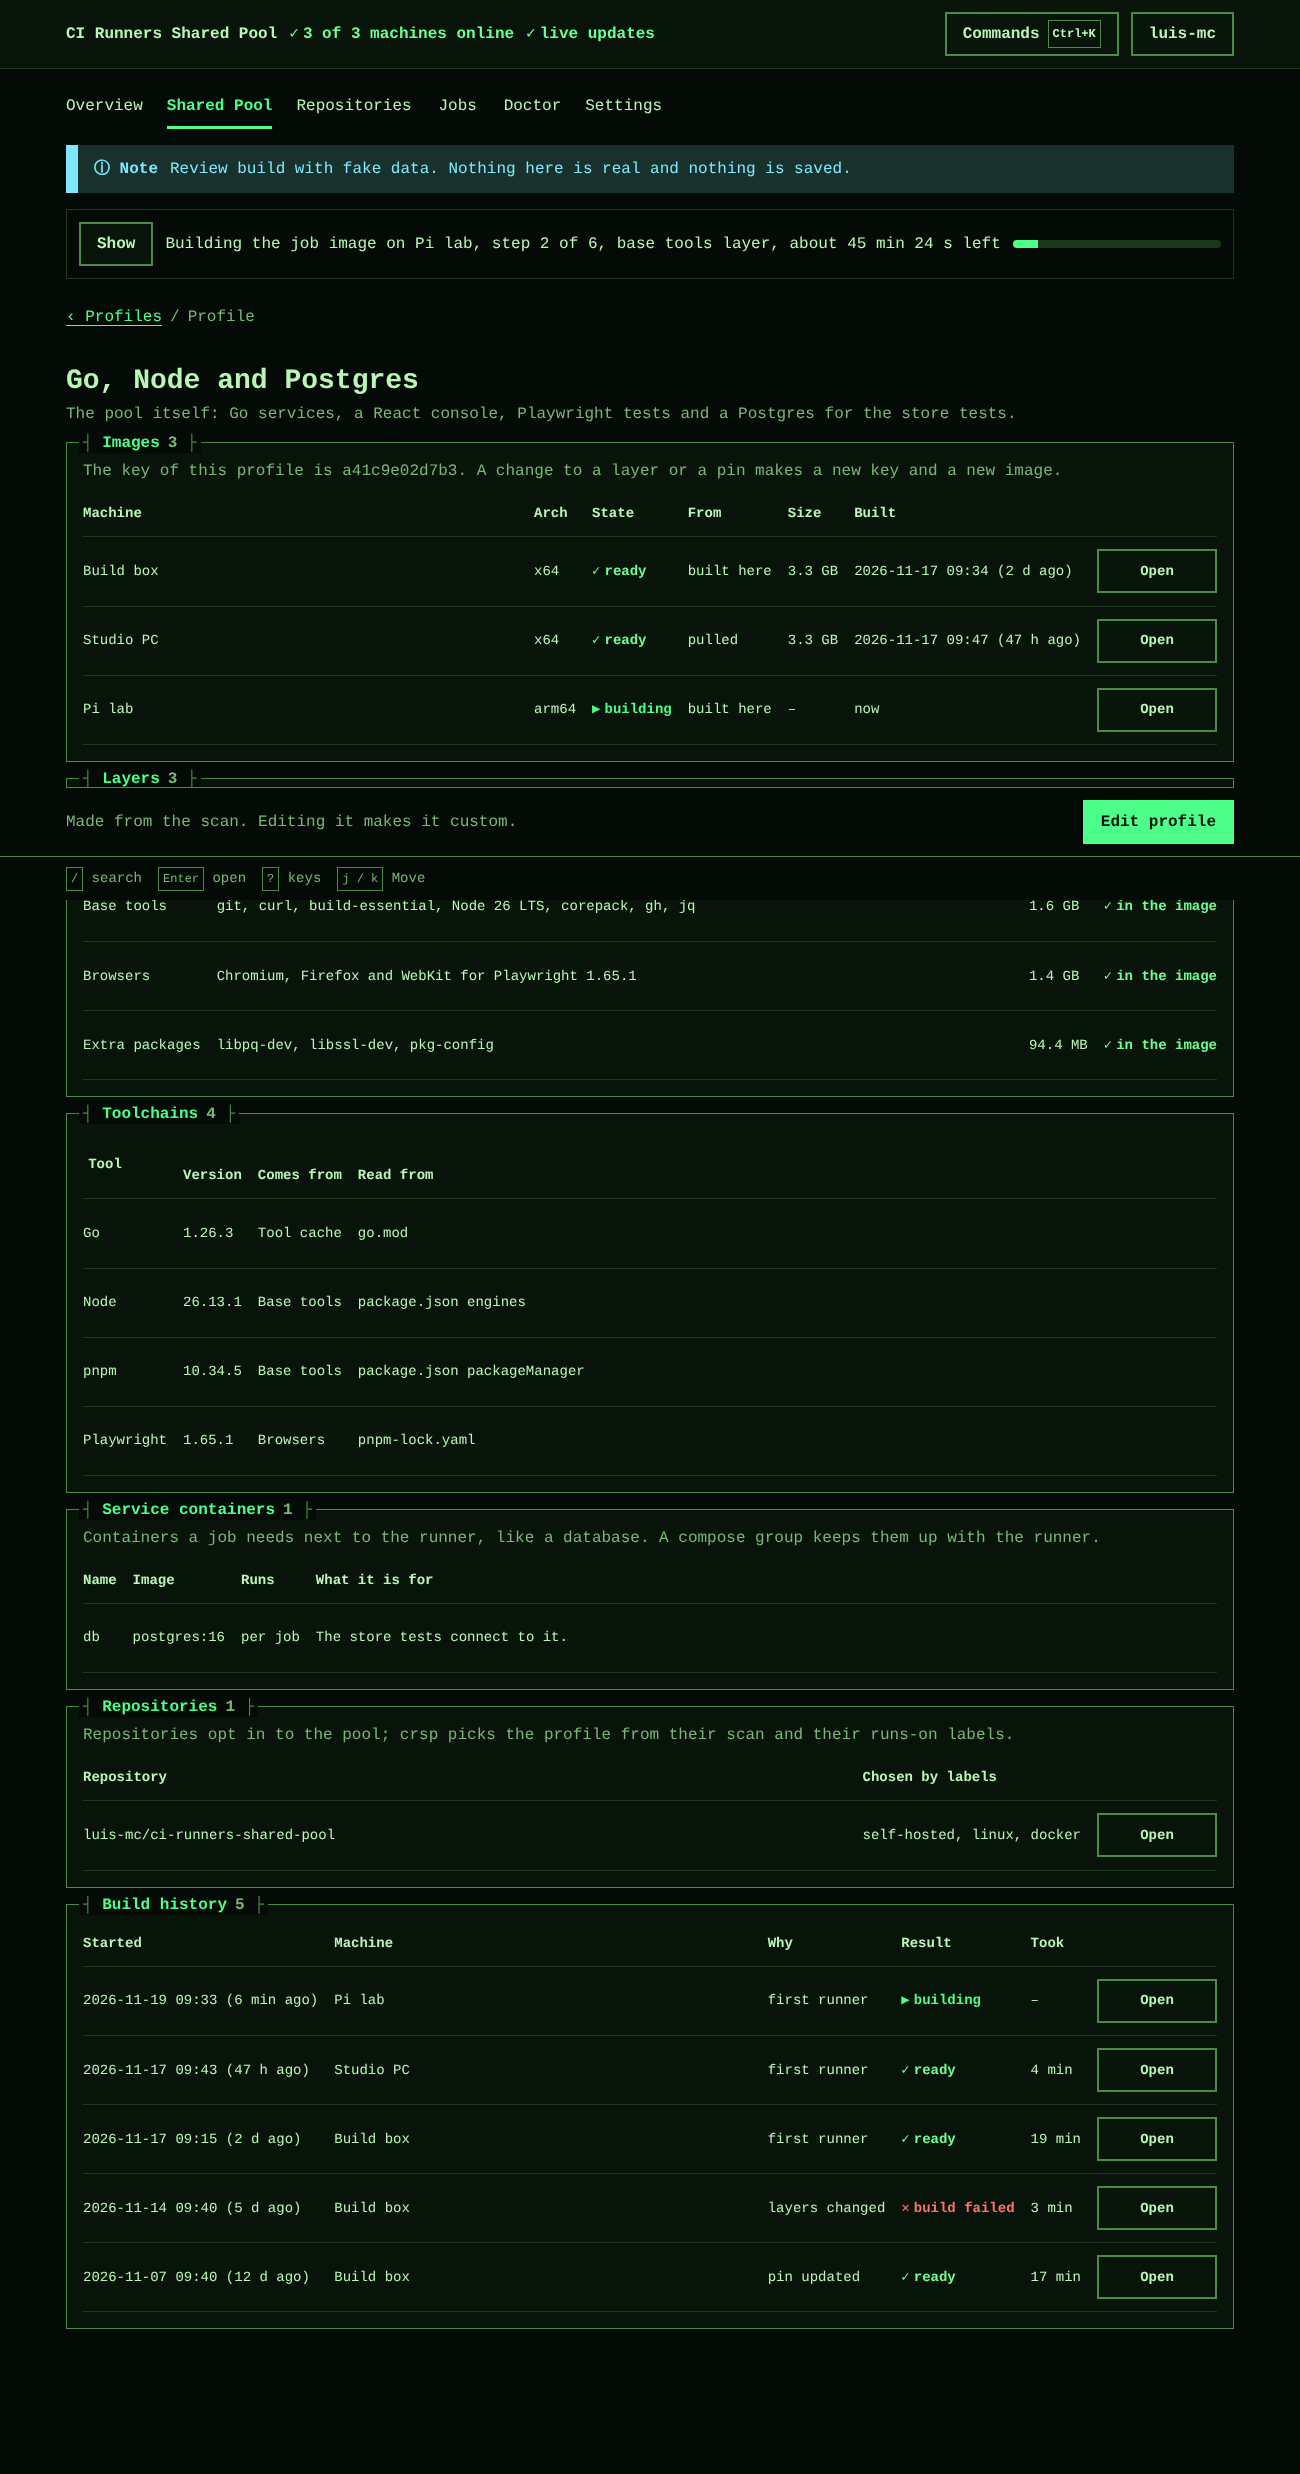 CI Runners Shared Pool ✓ 3 of 3 machines online ✓ live updates Commands Ctrl+K luis-mc
Overview Shared Pool Repositories Jobs Doctor Settings
ⓘ Note Review build with fake data. Nothing here is real and nothing is saved.
Show Building the job image on Pi lab, step 2 of 6, base tools layer, about 45 min 24 s left
‹ Profiles / Profile
Go, Node and Postgres
The pool itself: Go services, a React console, Playwright tests and a Postgres for the store tests.
Images 3
The key of this profile is a41c9e02d7b3. A change to a layer or a pin makes a new key and a new image.
Machine Arch State From Size Built
Build box x64 ✓ ready built here 3.3 GB 2026-11-17 09:34 (2 d ago) Open
Studio PC x64 ✓ ready pulled 3.3 GB 2026-11-17 09:47 (47 h ago) Open
Pi lab arm64 ▶ building built here – now Open
Layers 3
Made from the scan. Editing it makes it custom. Edit profile
/ search Enter open ? keys j / k Move
Base tools git, curl, build-essential, Node 26 LTS, corepack, gh, jq 1.6 GB ✓ in the image
Browsers Chromium, Firefox and WebKit for Playwright 1.65.1 1.4 GB ✓ in the image
Extra packages libpq-dev, libssl-dev, pkg-config 94.4 MB ✓ in the image
Toolchains 4
Tool Version Comes from Read from
Go 1.26.3 Tool cache go.mod
Node 26.13.1 Base tools package.json engines
pnpm 10.34.5 Base tools package.json packageManager
Playwright 1.65.1 Browsers pnpm-lock.yaml
Service containers 1
Containers a job needs next to the runner, like a database. A compose group keeps them up with the runner.
Name Image Runs What it is for
db postgres:16 per job The store tests connect to it.
Repositories 1
Repositories opt in to the pool; crsp picks the profile from their scan and their runs-on labels.
Repository Chosen by labels
luis-mc/ci-runners-shared-pool self-hosted, linux, docker Open
Build history 5
Started Machine Why Result Took
2026-11-19 09:33 (6 min ago) Pi lab first runner ▶ building – Open
2026-11-17 09:43 (47 h ago) Studio PC first runner ✓ ready 4 min Open
2026-11-17 09:15 (2 d ago) Build box first runner ✓ ready 19 min Open
2026-11-14 09:40 (5 d ago) Build box layers changed × build failed 3 min Open
2026-11-07 09:40 (12 d ago) Build box pin updated ✓ ready 17 min Open